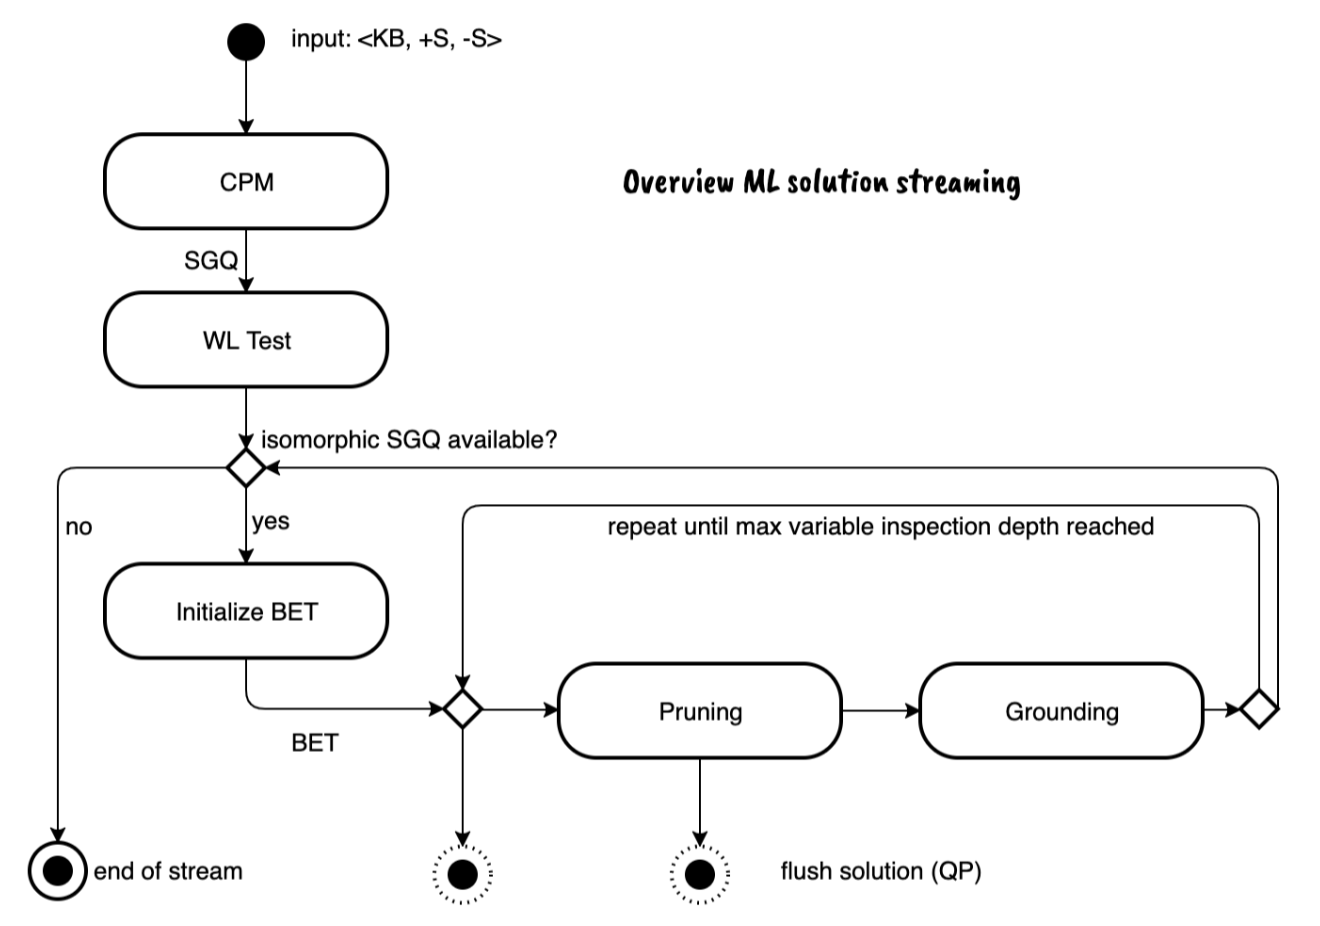 input: <KB, +S, -S>
CPM
Overview ML solution streaming
SGQ
WL Test
isomorphic SGQ available?
no
yes
repeat until max variable inspection depth reached
Initialize BET
Pruning
Grounding
BET
end of stream
flush solution (QP)